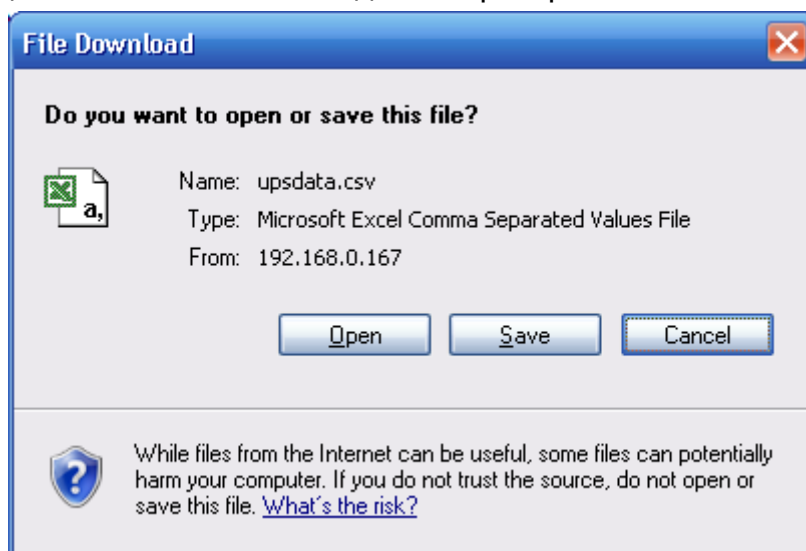 File Download
Do you want to open or save this file?
a,
Name: upsdata.csv
Type: Microsoft Excel Comma Separated Values File
From: 192.168.0.167
Open Save Cancel
While files from the Internet can be useful, some files can potentially
harm your computer. If you do not trust the source, do not open or
save this file. What's the risk?